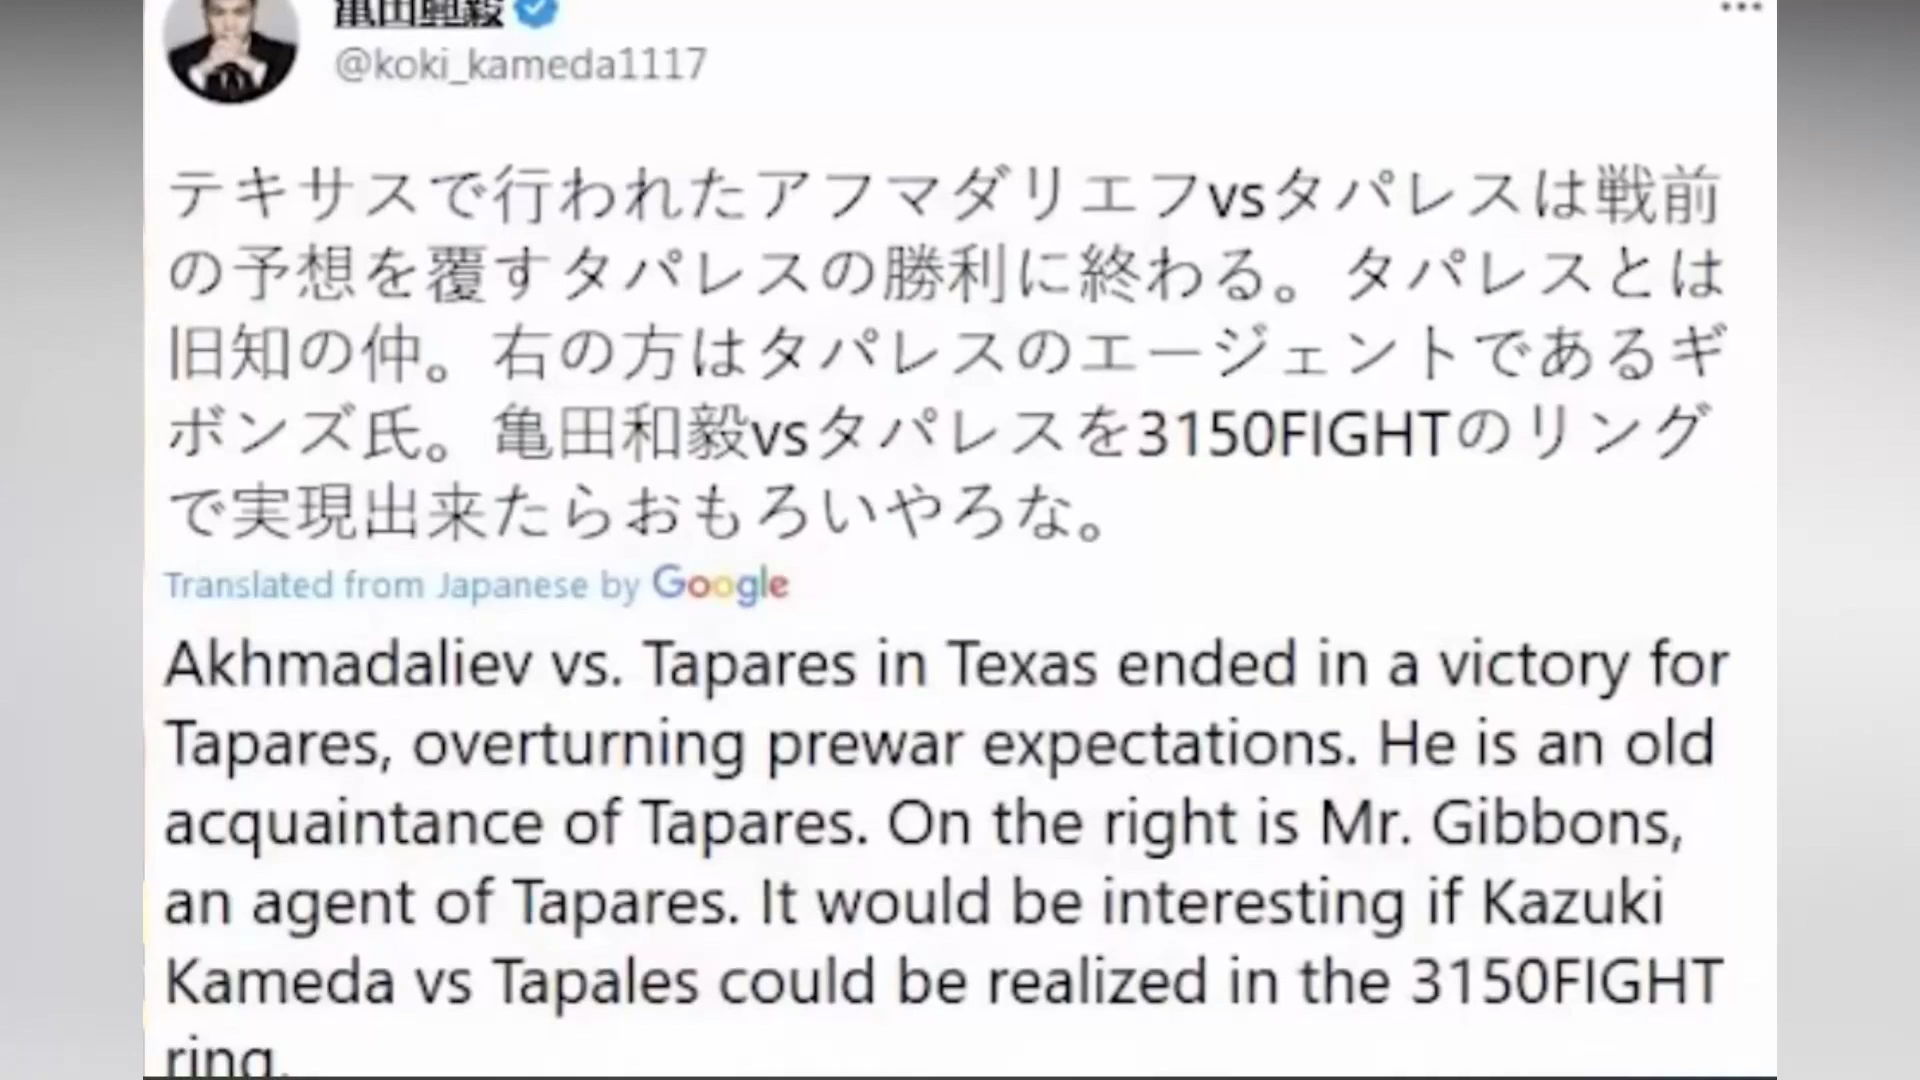 亀田興毅
@koki_kameda1117
テキサスで行われたアフマダリエフvsタパレスは戦前
の予想を覆すタパレスの勝利に終わる。タパレスとは
旧知の仲。右の方はタパレスのエージェントであるギ
ボンズ氏。亀田和毅vsタパレスを3150FIGHTのリング
で実現出来たらおもろいやろな。
Translated from Japanese by Google
Akhmadaliev vs. Tapares in Texas ended in a victory for
Tapares, overturning prewar expectations. He is an old
acquaintance of Tapares. On the right is Mr. Gibbons,
an agent of Tapares. It would be interesting if Kazuki
Kameda vs Tapales could be realized in the 3150FIGHT
ring.